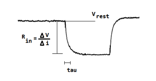 Vrest
Rin = ΔV
Δi
tau